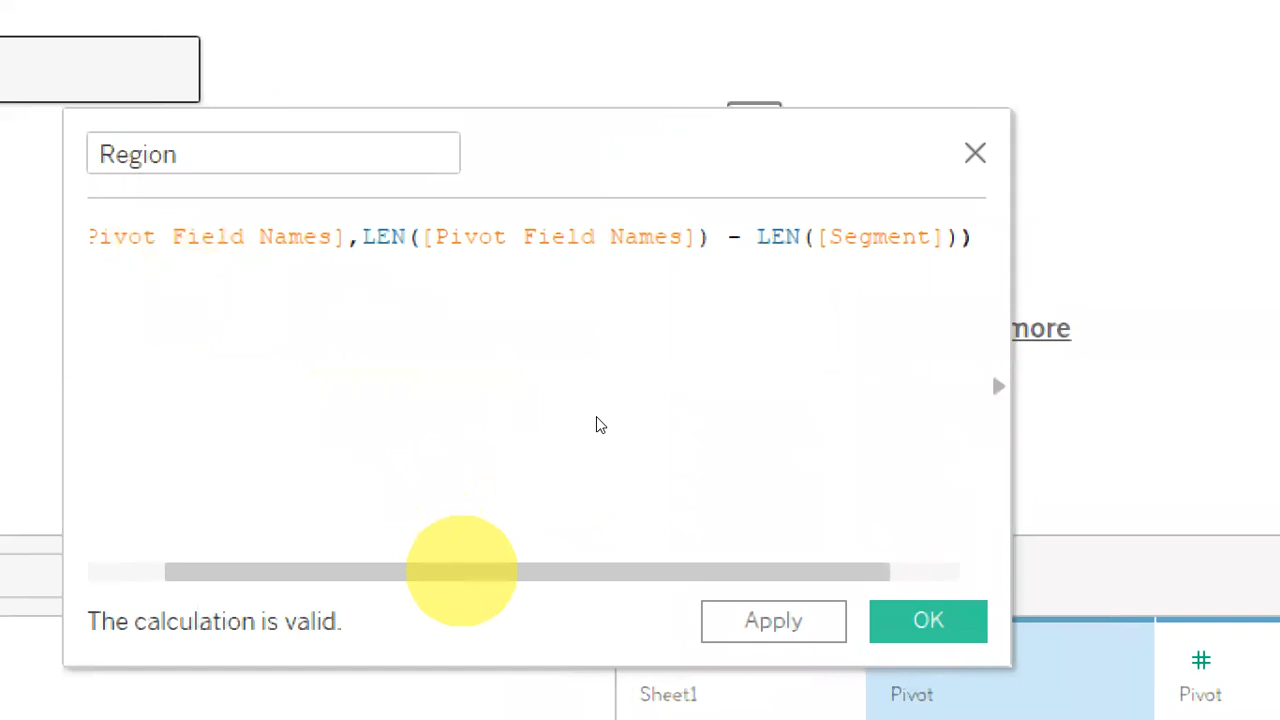 Region
Pivot Field Names],LEN([Pivot Field Names]) - LEN([Segment]))
more
The calculation is valid.
Apply
OK
Sheet1
Pivot
Pivot